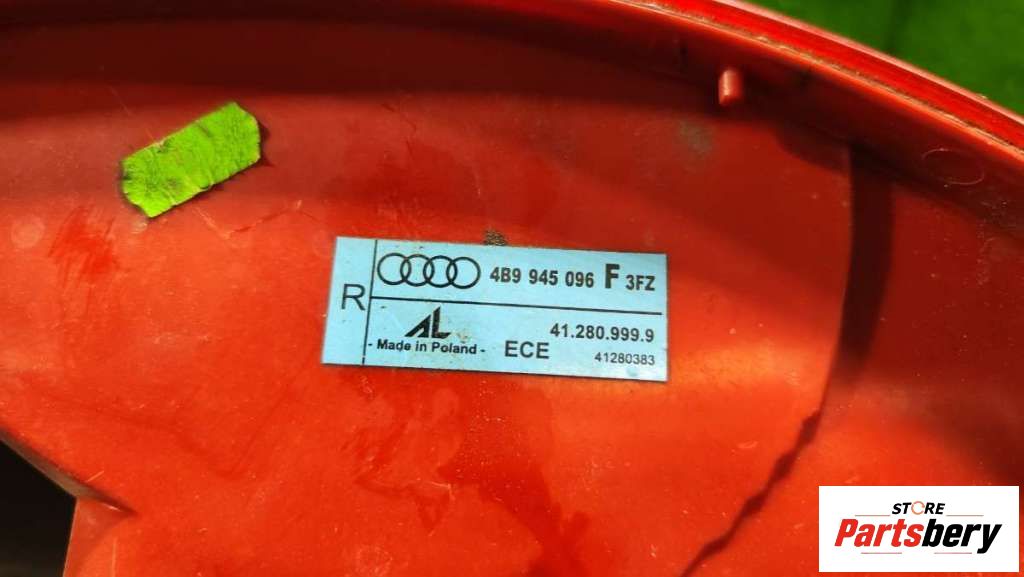 R
4B9 945 096 F 3FZ
AL
41.280.999.9
- Made in Poland -
ECE
41280383
STORE
Partsbery